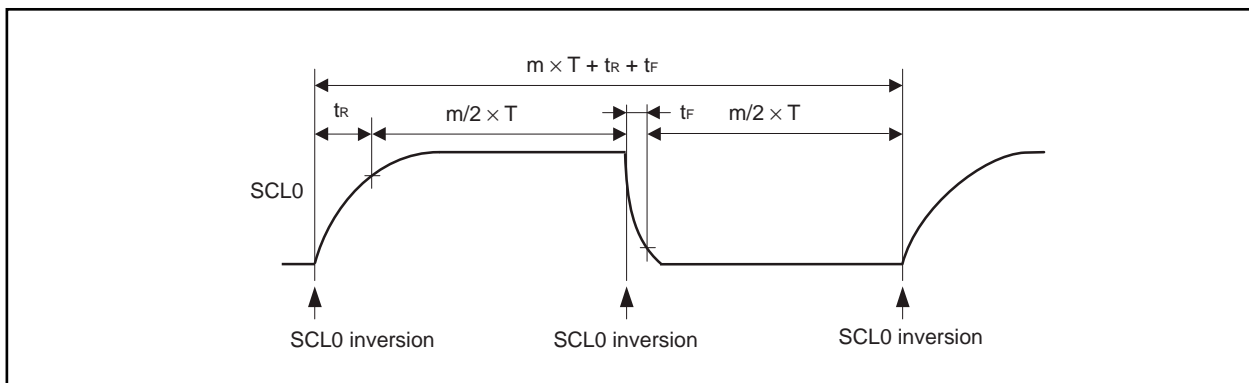 m × T + tR + tF
tR
m/2 × T
tF
m/2 × T
SCL0
SCL0 inversion
SCL0 inversion
SCL0 inversion